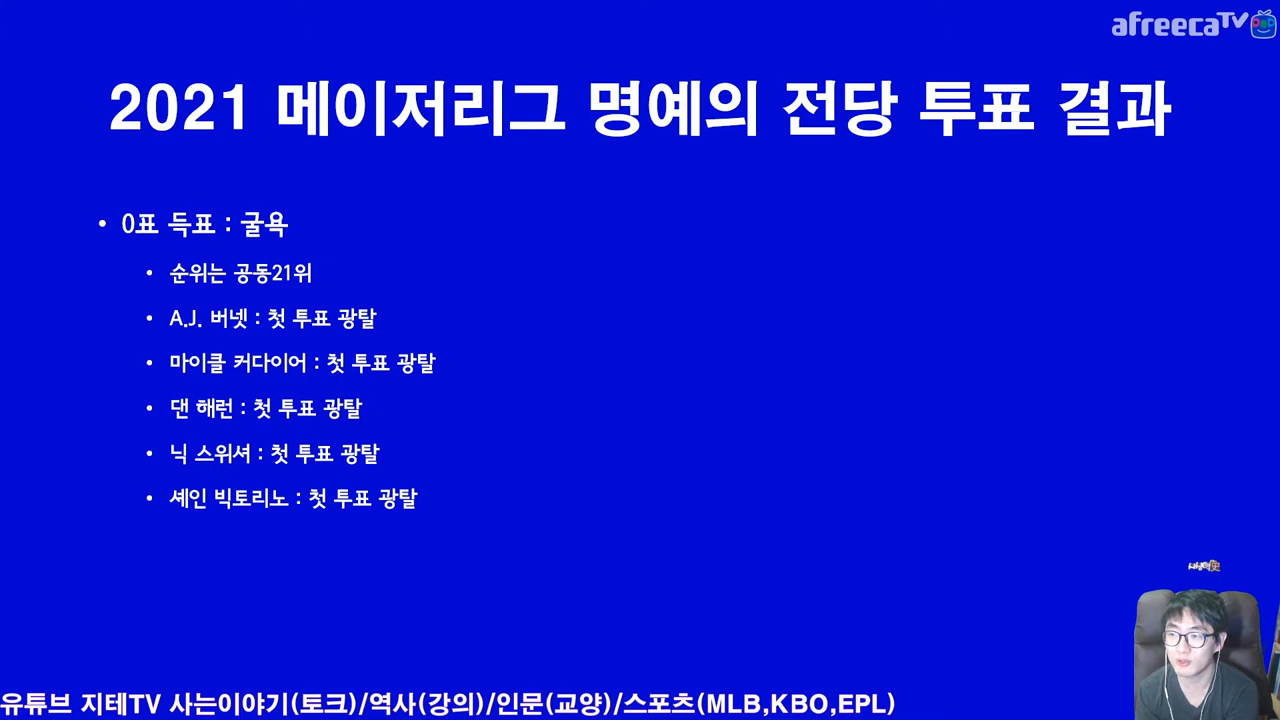 afreecaTV
2021 메이저리그 명예의 전당 투표 결과
• 0표 득표 : 굴욕
• 순위는 공동21위
• A.J. 버넷 : 첫 투표 광탈
• 마이클 커다이어 : 첫 투표 광탈
• 댄 해런 : 첫 투표 광탈
• 닉 스위셔 : 첫 투표 광탈
• 셰인 빅토리노 : 첫 투표 광탈
유튜브 지테TV 사는이야기(토크)/역사(강의)/인문(교양)/스포츠(MLB,KBO,EPL)